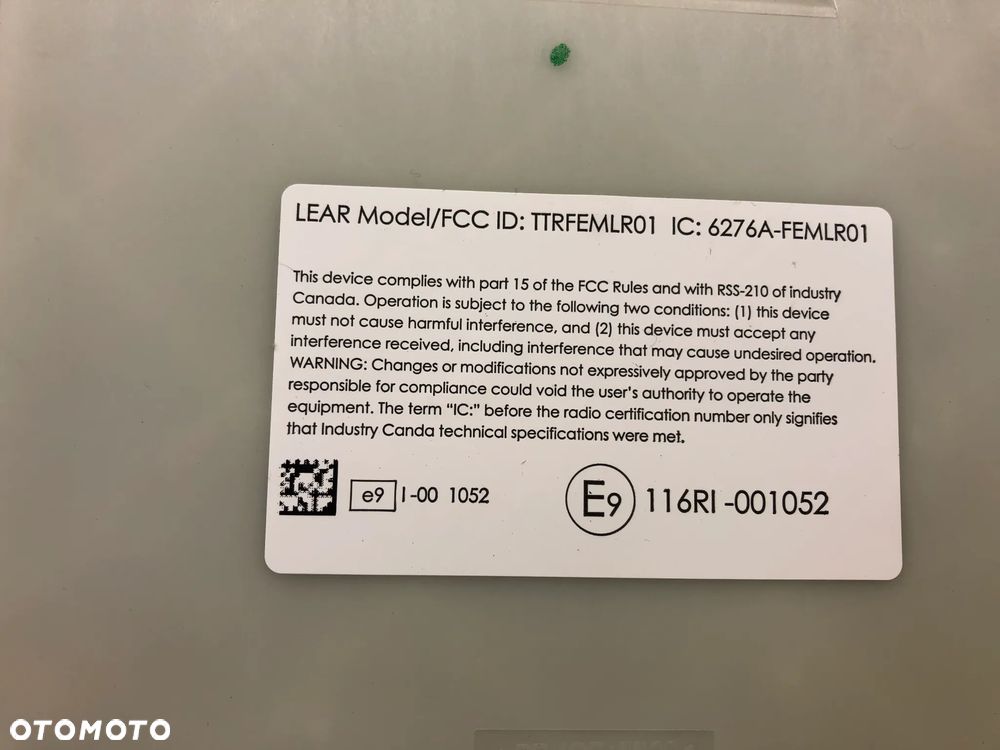 LEAR Model/FCC ID: TTRFEMLR01 IC: 6276A-FEMLR01
This device complies with part 15 of the FCC Rules and with RSS-210 of industry
Canada. Operation is subject to the following two conditions: (1) this device
must not cause harmful interference, and (2) this device must accept any
interference received, including interference that may cause undesired operation.
WARNING: Changes or modifications not expressively approved by the party
responsible for compliance could void the user's authority to operate the
equipment. The term "IC:" before the radio certification number only signifies
that Industry Canda technical specifications were met.
e9 I-00 1052
E9 116RI-001052
OTOMOTO